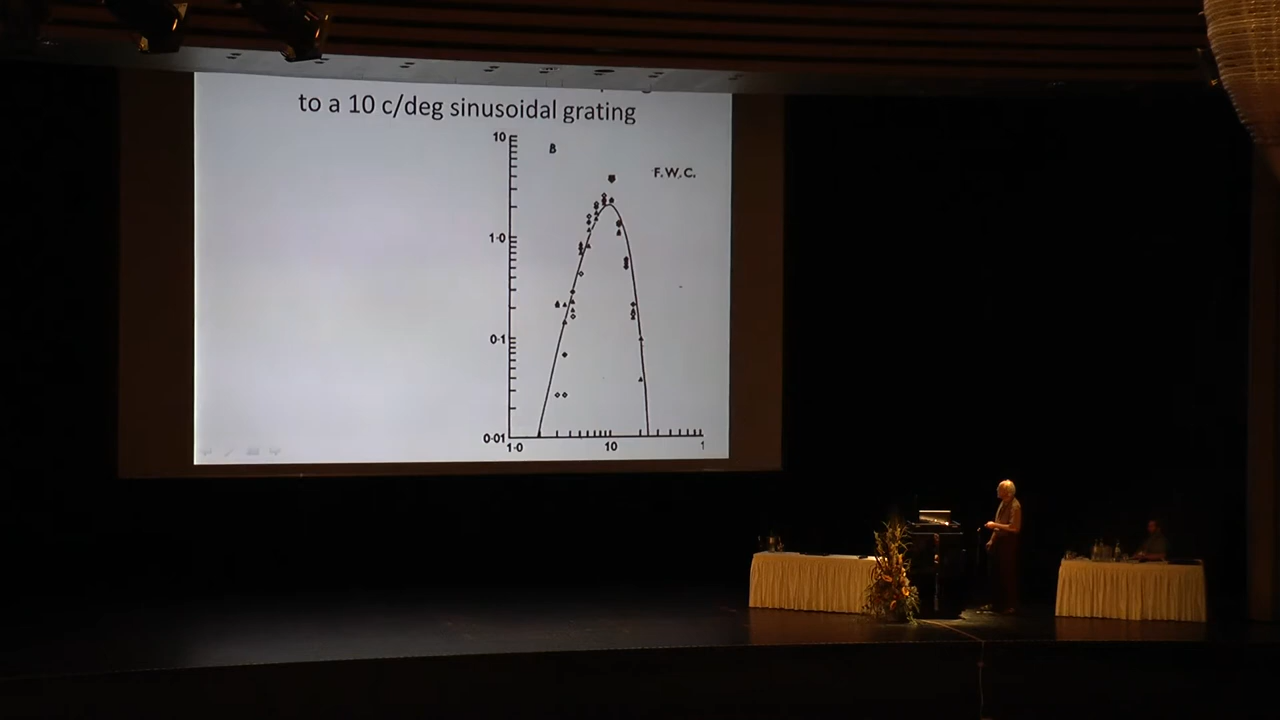 to a 10 c/deg sinusoidal grating
10
B
F.W.C.
1·0
0·1
0·01
1·0
10
1